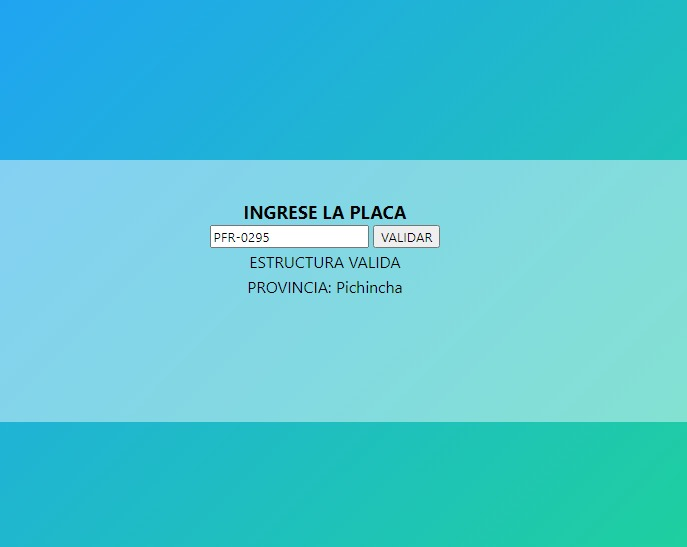 INGRESE LA PLACA
PFR-0295 VALIDAR
ESTRUCTURA VALIDA
PROVINCIA: Pichincha